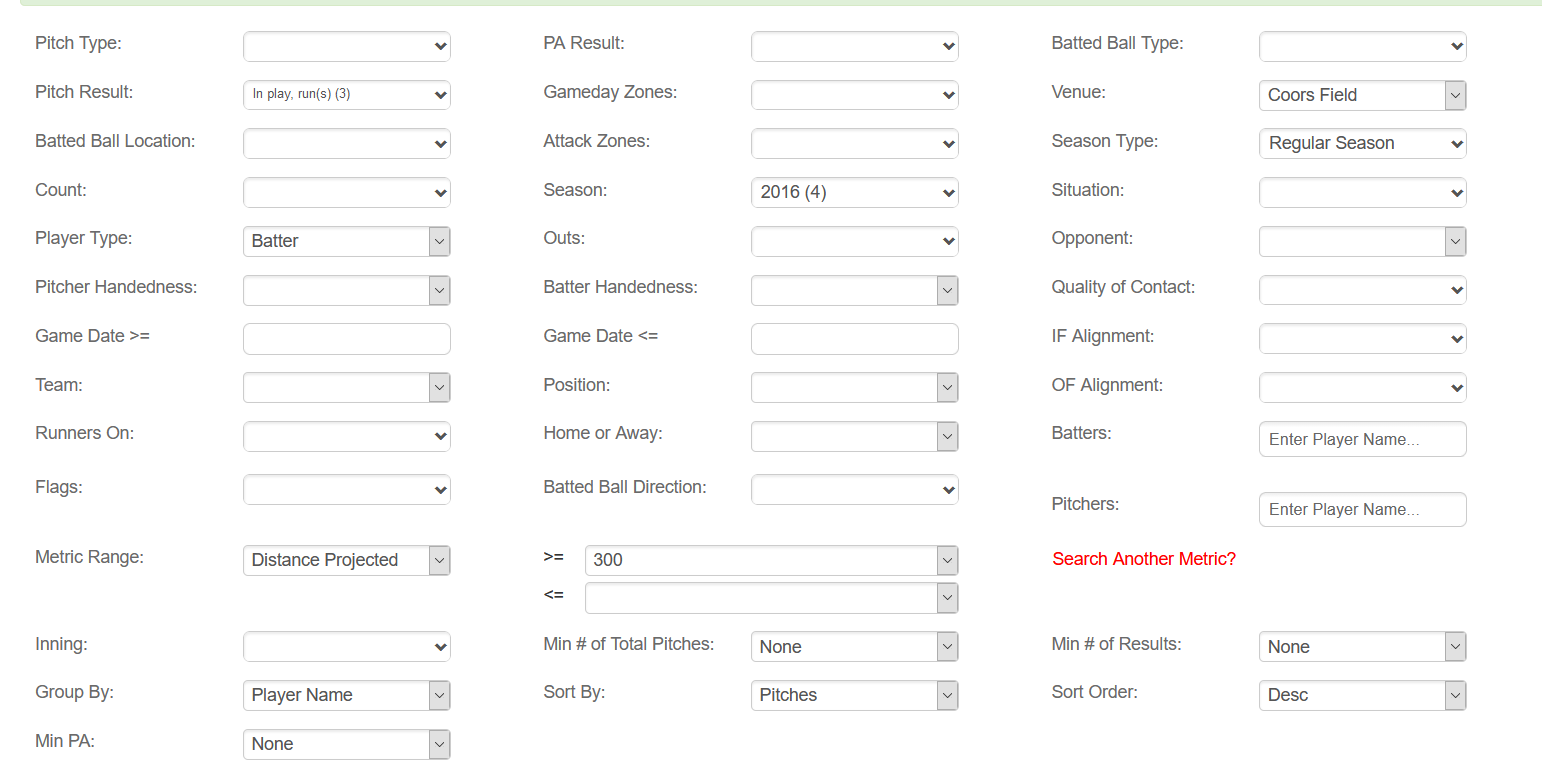 Pitch Type: PA Result: Batted Ball Type:
Pitch Result: In play, run(s) (3) Gameday Zones: Venue: Coors Field
Batted Ball Location: Attack Zones: Season Type: Regular Season
Count: Season: 2016 (4) Situation:
Player Type: Batter Outs: Opponent:
Pitcher Handedness: Batter Handedness: Quality of Contact:
Game Date >= Game Date <= IF Alignment:
Team: Position: OF Alignment:
Runners On: Home or Away: Batters: Enter Player Name...
Flags: Batted Ball Direction:
Pitchers: Enter Player Name...
Metric Range: Distance Projected >= 300 Search Another Metric?
<=
Inning: Min # of Total Pitches: None Min # of Results: None
Group By: Player Name Sort By: Pitches Sort Order: Desc
Min PA: None